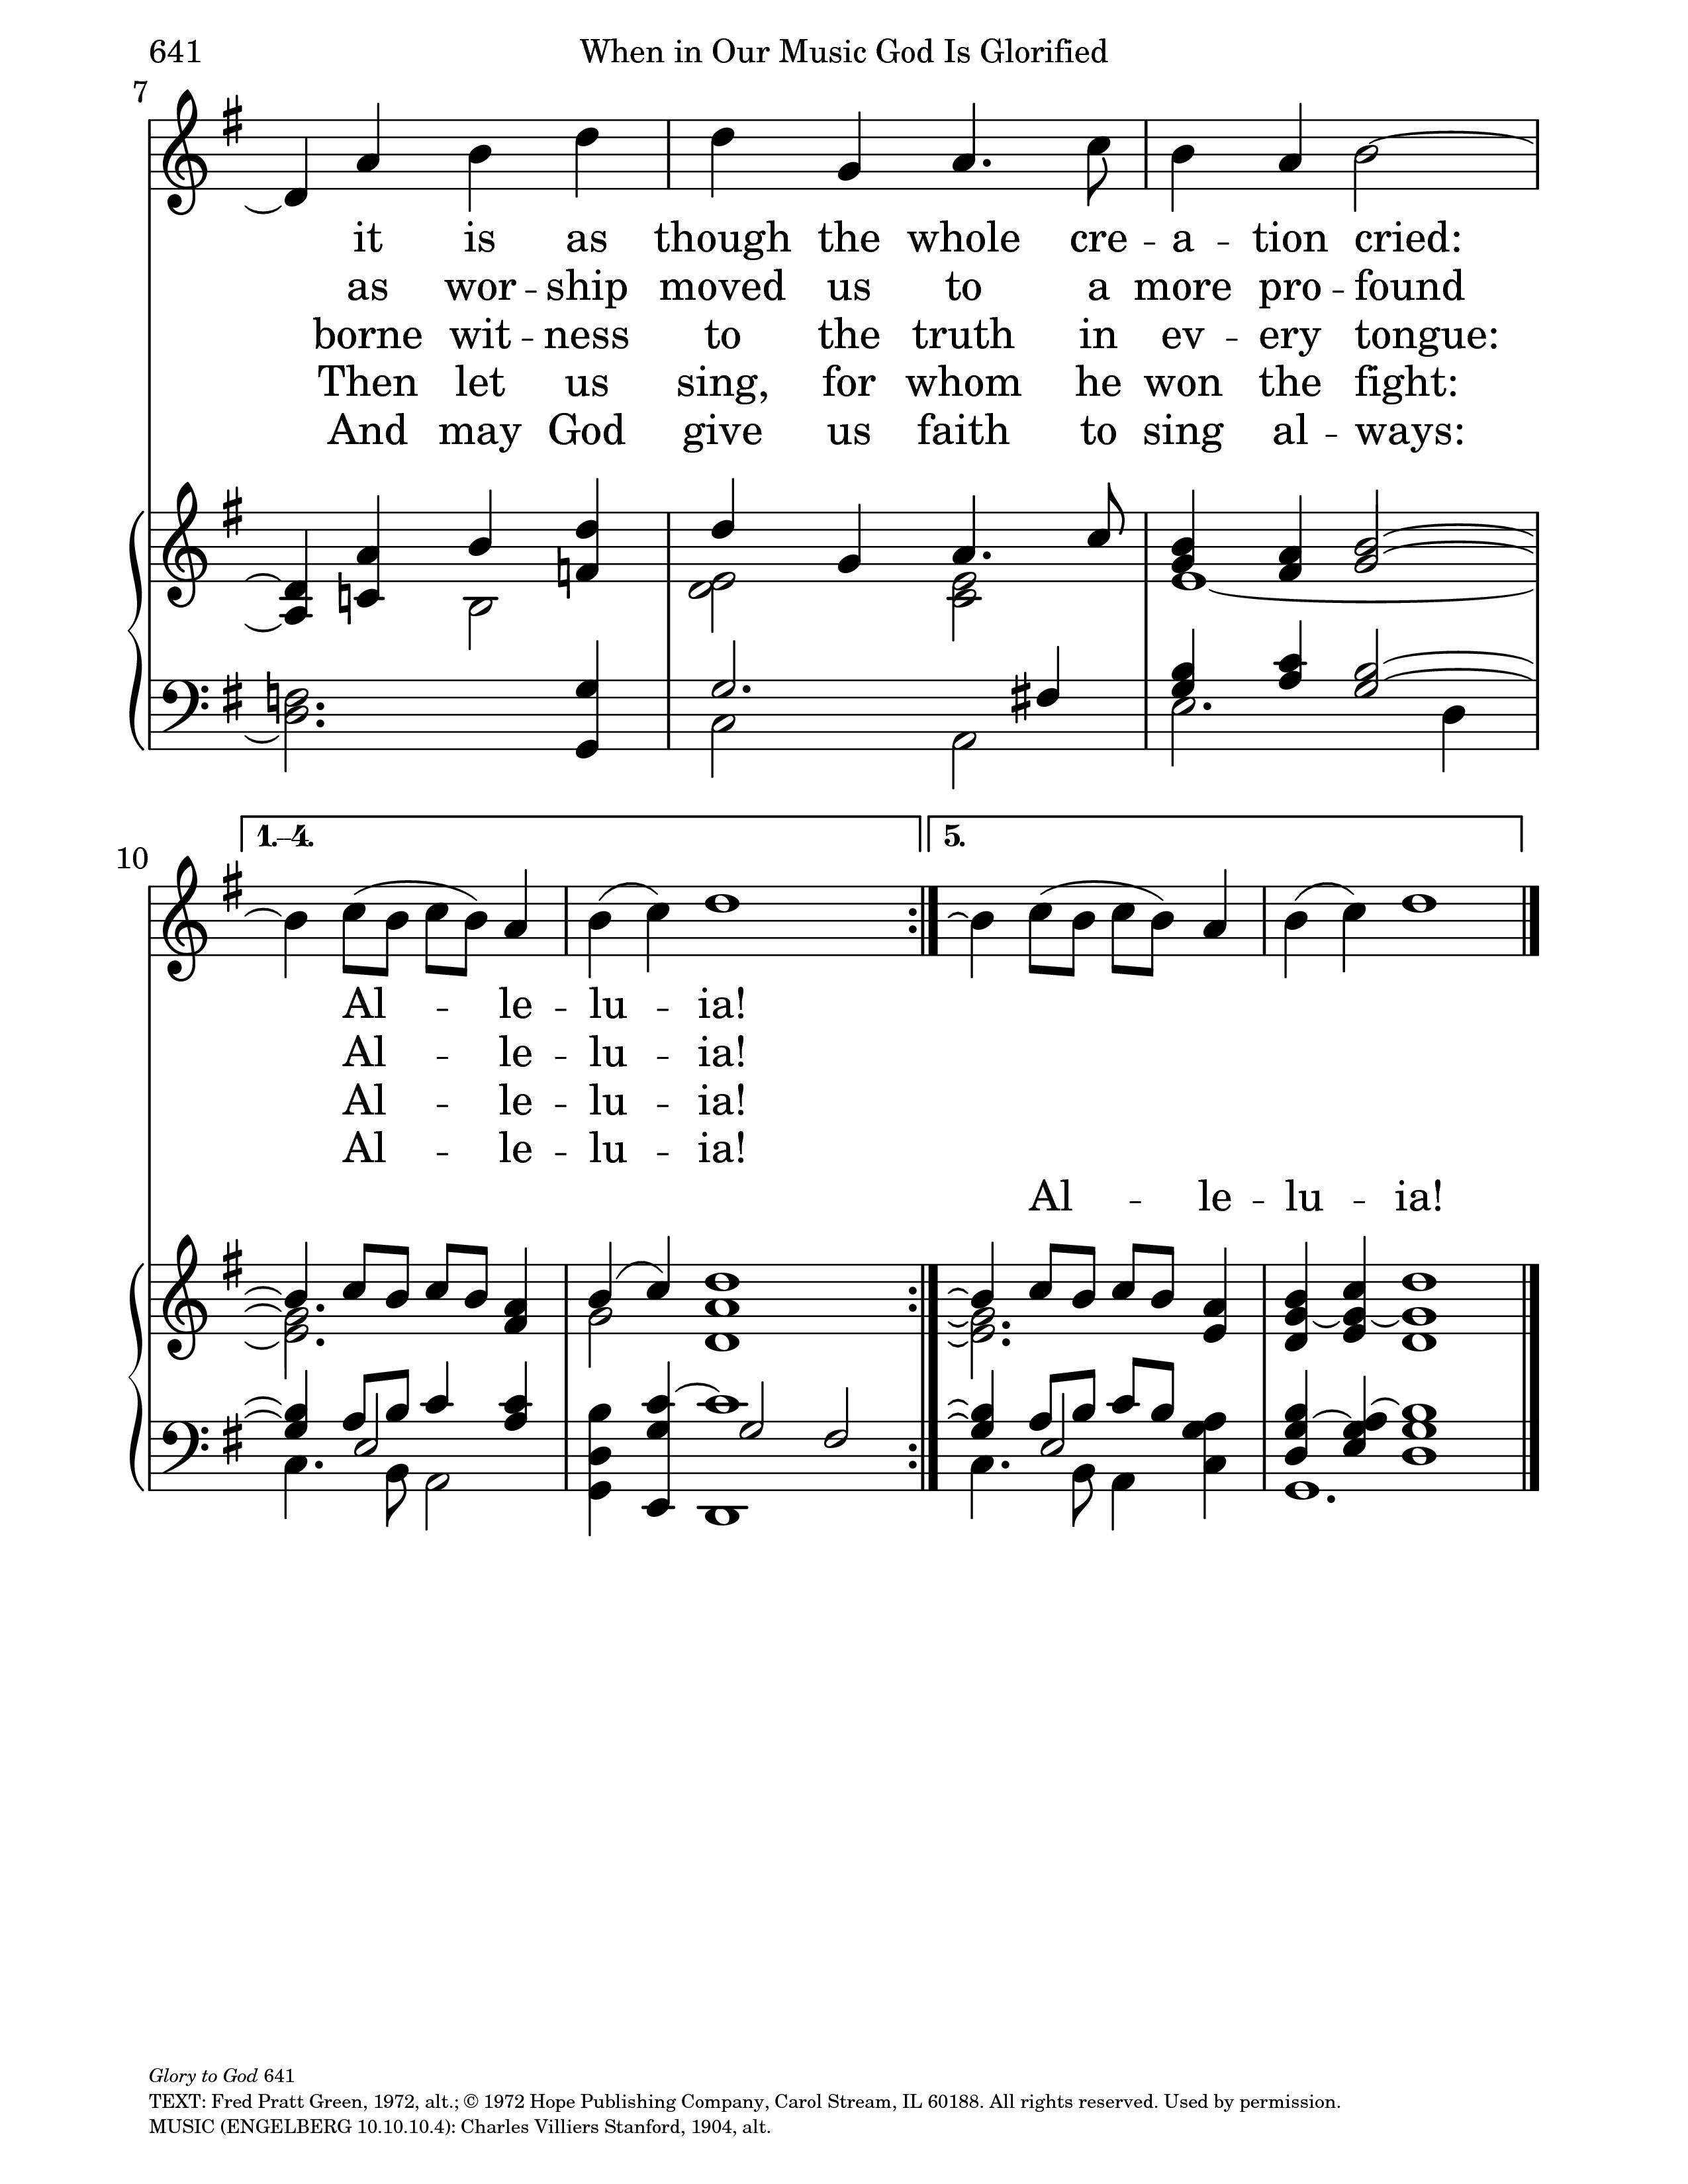 641 When in Our Music God Is Glorified
7
it is as though the whole cre – a – tion cried:
as wor – ship moved us to a more pro – found
borne wit – ness to the truth in ev – ery tongue:
Then let us sing, for whom he won the fight:
And may God give us faith to sing al – ways:
10 1.–4. 5.
Al – le – lu – ia!
Al – le – lu – ia!
Al – le – lu – ia!
Al – le – lu – ia!
Al – le – lu – ia!
Glory to God 641
TEXT: Fred Pratt Green, 1972, alt.; © 1972 Hope Publishing Company, Carol Stream, IL 60188. All rights reserved. Used by permission.
MUSIC (ENGELBERG 10.10.10.4): Charles Villiers Stanford, 1904, alt.